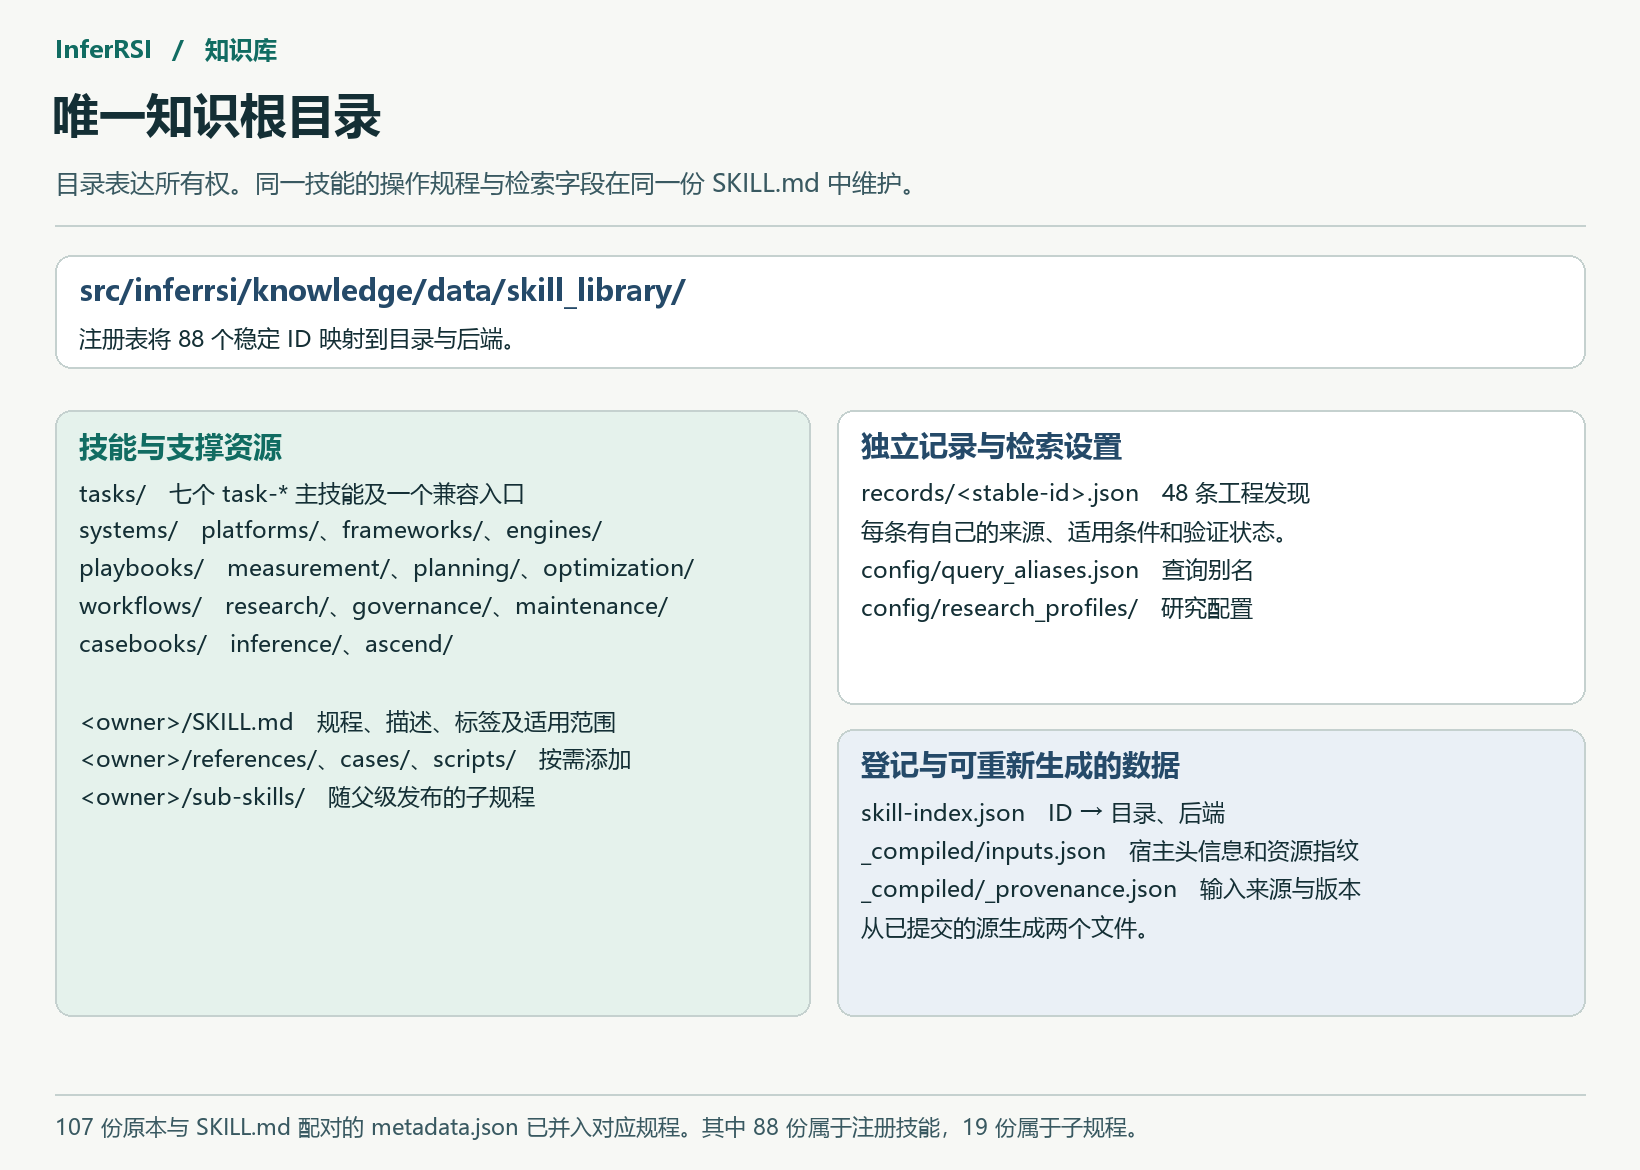 InferRSI / 知识库
唯一知识根目录
目录表达所有权。同一技能的操作规程与检索字段在同一份 SKILL.md 中维护。
src/inferrsi/knowledge/data/skill_library/
注册表将 88 个稳定 ID 映射到目录与后端。
技能与支撑资源
tasks/ 七个 task-* 主技能及一个兼容入口
systems/ platforms/、frameworks/、engines/
playbooks/ measurement/、planning/、optimization/
workflows/ research/、governance/、maintenance/
casebooks/ inference/、ascend/
<owner>/SKILL.md 规程、描述、标签及适用范围
<owner>/references/、cases/、scripts/ 按需添加
<owner>/sub-skills/ 随父级发布的子规程
独立记录与检索设置
records/<stable-id>.json 48 条工程发现
每条有自己的来源、适用条件和验证状态。
config/query_aliases.json 查询别名
config/research_profiles/ 研究配置
登记与可重新生成的数据
skill-index.json ID → 目录、后端
_compiled/inputs.json 宿主头信息和资源指纹
_compiled/_provenance.json 输入来源与版本
从已提交的源生成两个文件。
107 份原本与 SKILL.md 配对的 metadata.json 已并入对应规程。其中 88 份属于注册技能，19 份属于子规程。